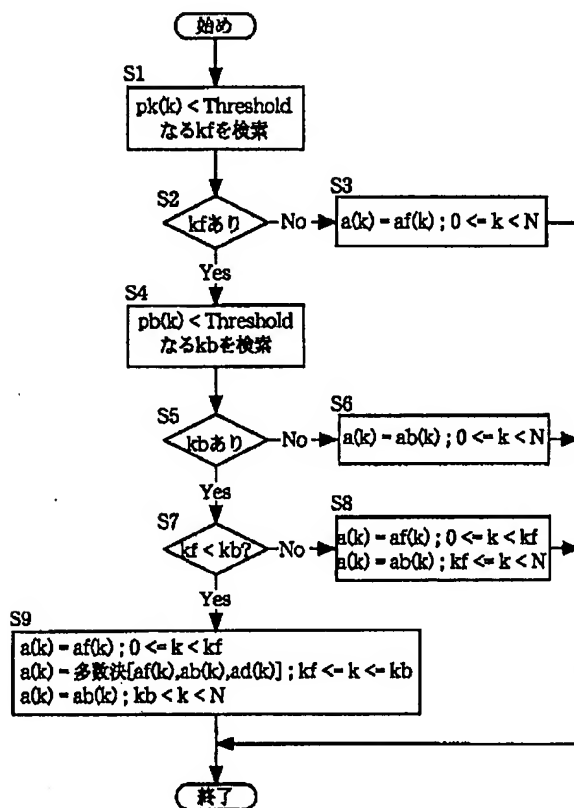 始め
S1
pk(k) < Threshold
なるkfを検索
S2
kfあり
No
S3
a(k) = af(k) ; 0 <= k < N
Yes
S4
pb(k) < Threshold
なるkbを検索
S5
kbあり
No
S6
a(k) = ab(k) ; 0 <= k < N
Yes
S7
kf < kb?
No
S8
a(k) = af(k) ; 0 <= k < kf
a(k) = ab(k) ; kf <= k < N
Yes
S9
a(k) = af(k) ; 0 <= k < kf
a(k) = 多数決[af(k),ab(k),ad(k)] ; kf <= k <= kb
a(k) = ab(k) ; kb < k < N
終了